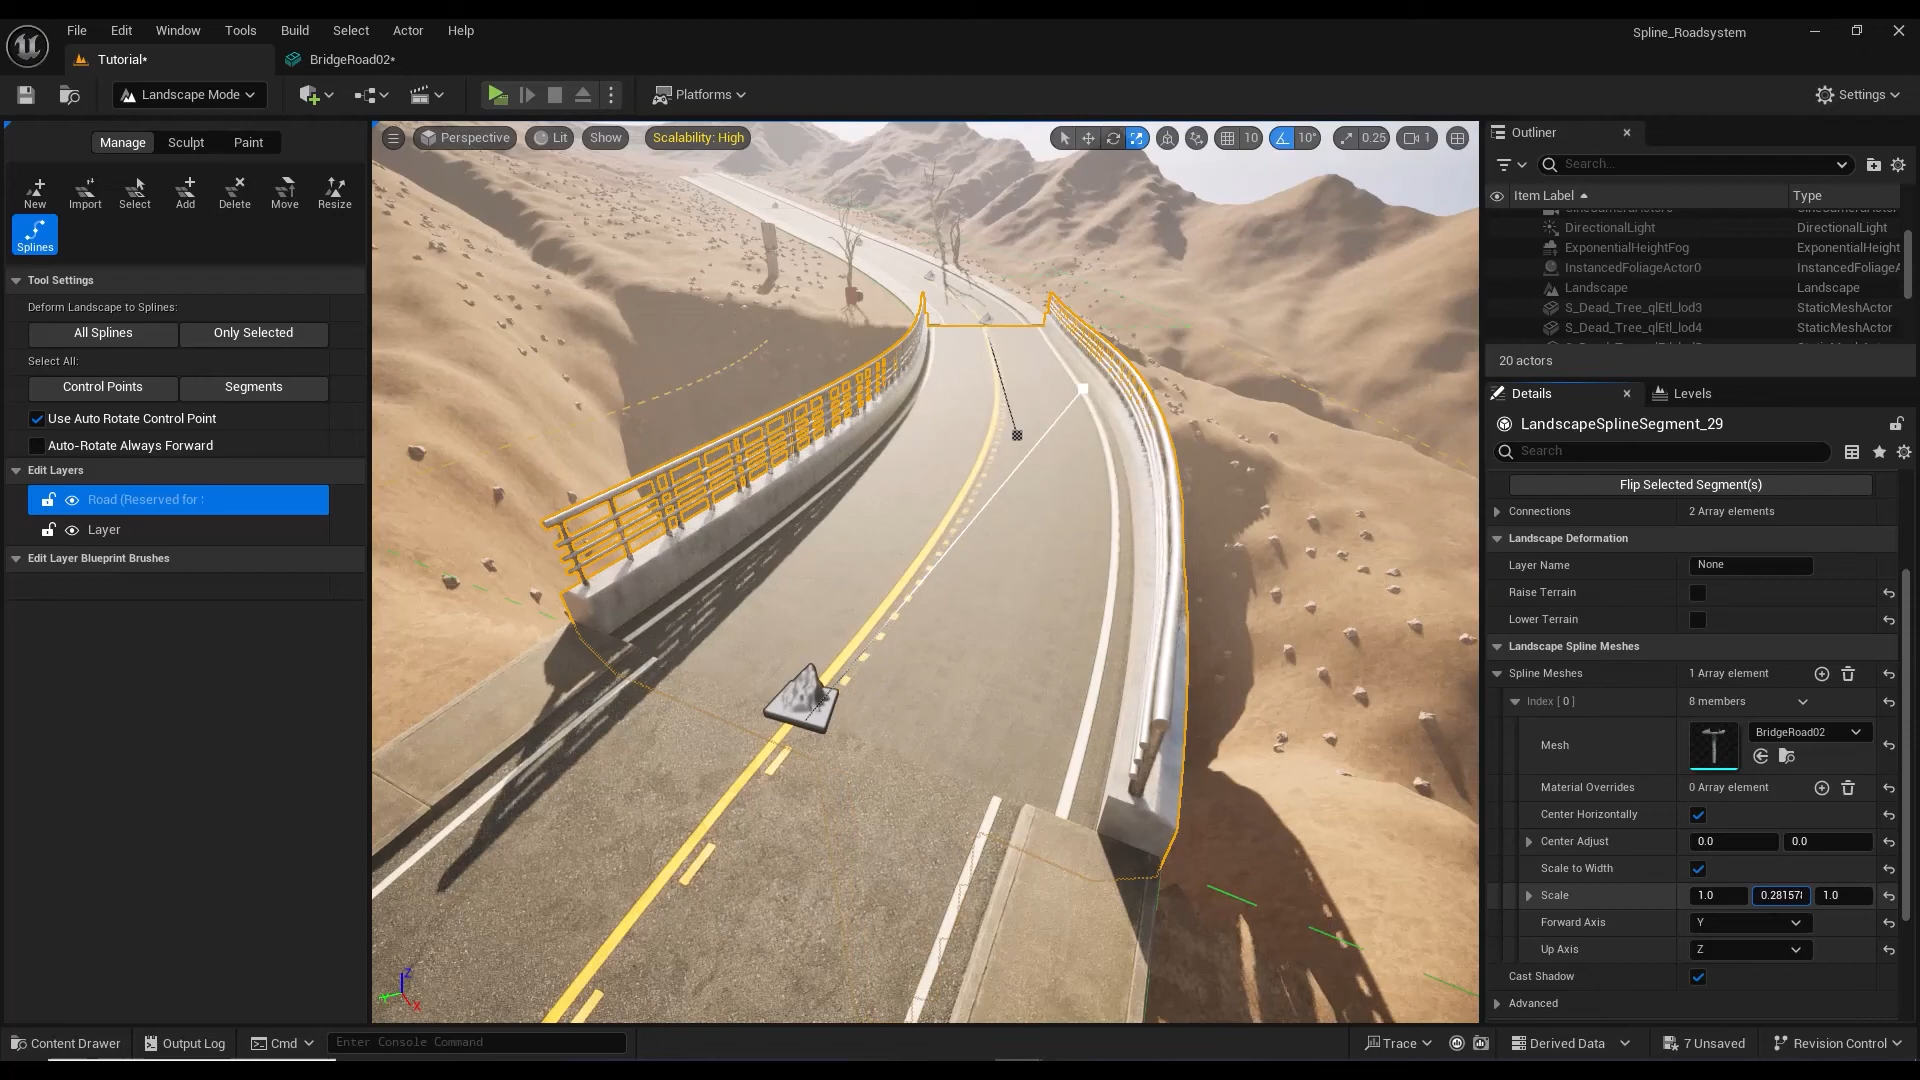 File Edit Window Tools Build Select Actor Help
Spline_Roadsystem
Tutorial*
BridgeRoad02*
Landscape Mode
Platforms
Settings
Manage Sculpt Paint
New Import Select Add Delete Move Resize
Splines
Tool Settings
Deform Landscape to Splines:
All Splines Only Selected
Select All:
Control Points Segments
Use Auto Rotate Control Point
Auto-Rotate Always Forward
Edit Layers
Road (Reserved for :
Layer
Edit Layer Blueprint Brushes
Perspective Lit Show Scalability: High
10 10° 0.25 1
Z
Y
X
Outliner
Search...
Item Label Type
DirectionalLight DirectionalLight
ExponentialHeightFog ExponentialHeight
InstancedFoliageActor0 InstancedFoliageA
Landscape Landscape
S_Dead_Tree_qlEtl_lod3 StaticMeshActor
S_Dead_Tree_qlEtl_lod4 StaticMeshActor
20 actors
Details
Levels
LandscapeSplineSegment_29
Search
Flip Selected Segment(s)
Connections 2 Array elements
Landscape Deformation
Layer Name None
Raise Terrain
Lower Terrain
Landscape Spline Meshes
Spline Meshes 1 Array element
Index [ 0 ] 8 members
Mesh BridgeRoad02
Material Overrides 0 Array element
Center Horizontally
Center Adjust 0.0 0.0
Scale to Width
Scale 1.0 0.281578 1.0
Forward Axis Y
Up Axis Z
Cast Shadow
Advanced
Content Drawer Output Log Cmd Enter Console Command
Trace Derived Data 7 Unsaved Revision Control